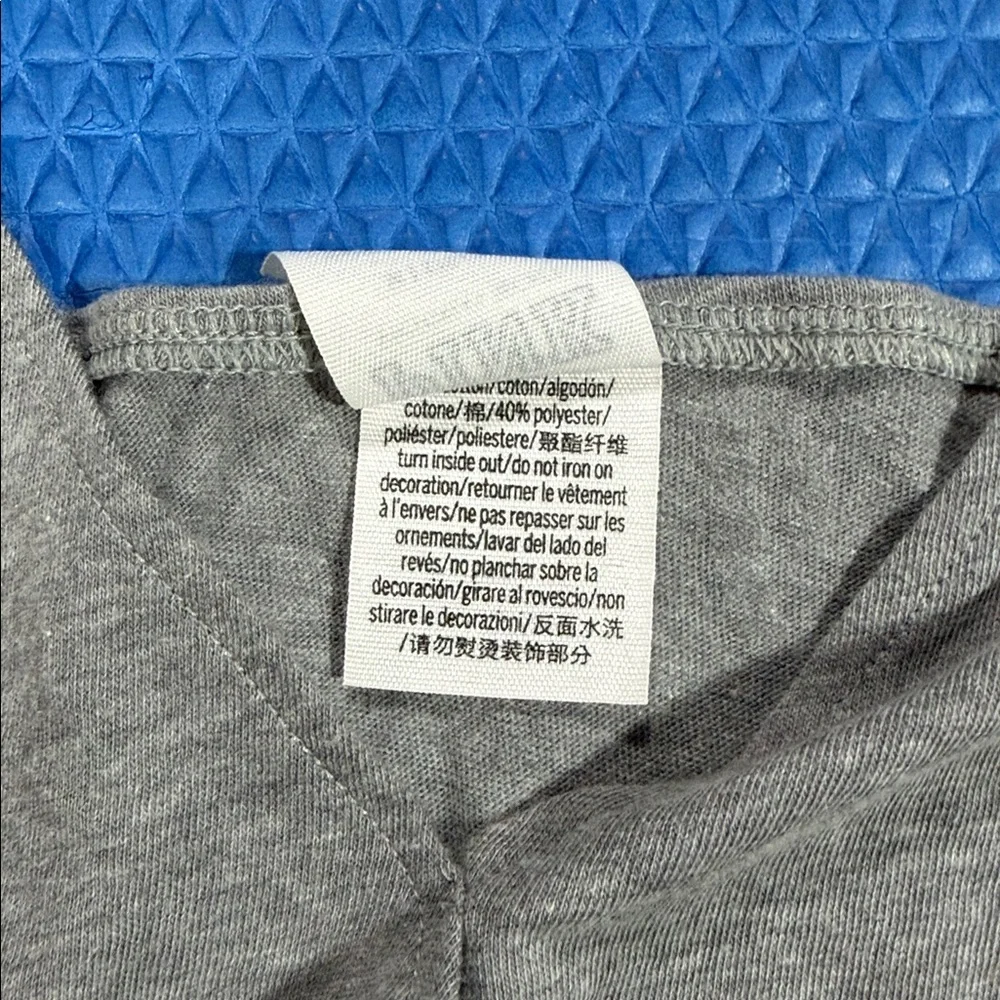 /coton/algodón/
cotone/棉/40% polyester/
poliéster/poliestere/聚酯纤维
turn inside out/do not iron on
decoration/retourner le vêtement
à l'envers/ne pas repasser sur les
ornements/lavar del lado del
revés/no planchar sobre la
decoración/girare al rovescio/non
stirare le decorazioni/反面水洗
/请勿熨烫装饰部分